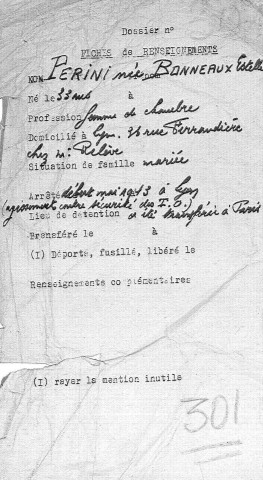 Dossier n°
FICHES de RENSEIGNEMENTS
NOM PERINI née BONNEAUX Estelle
Né le 33 ans à
Profession femme de chambre
Domicilié à Lyon. 26 rue Ferrandière
chez Mr
Situation de famille mariée
Arrêté début mai 1943 à Lyon
(agissement contre sécurité des T.O.)
Lieu de détention a été transférée à Paris
Transféré le à
(I) Déporté, fusillé, libéré le
Renseignements complémentaires
(I) rayer la mention inutile
301